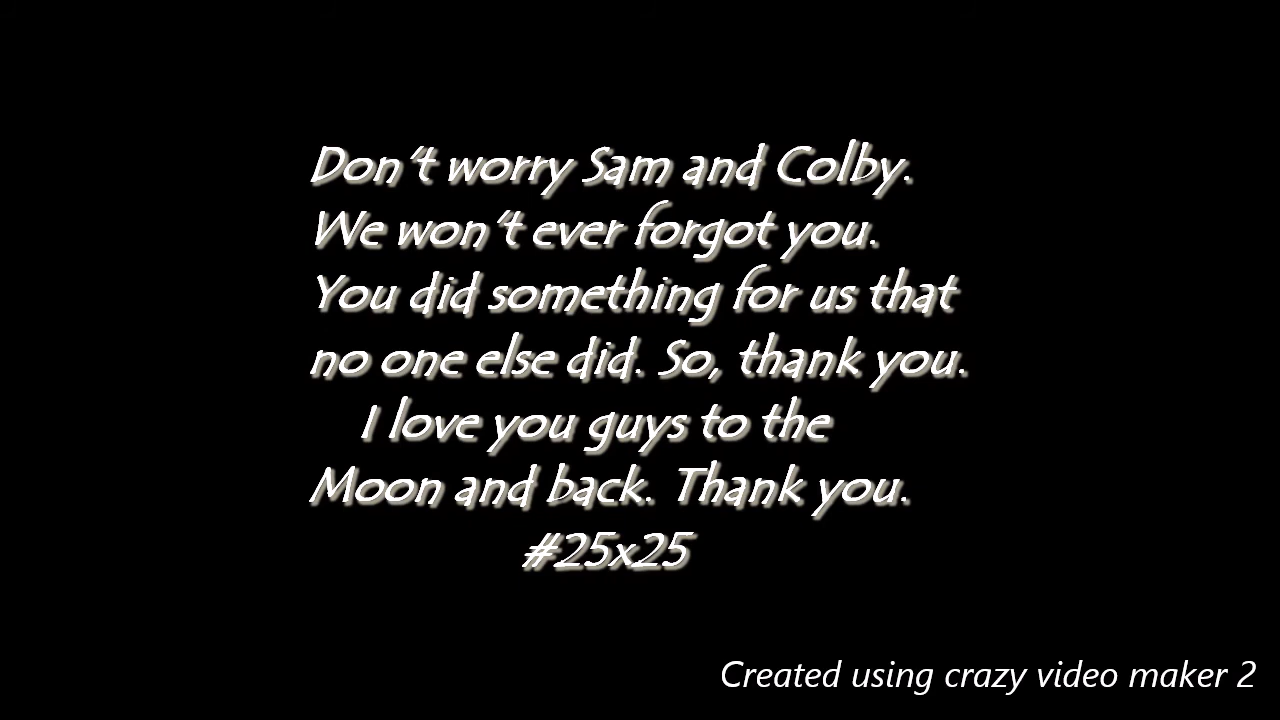 Don't worry Sam and Colby.
We won't ever forgot you.
You did something for us that
no one else did. So, thank you.
I love you guys to the
Moon and back. Thank you.
#25x25
Created using crazy video maker 2